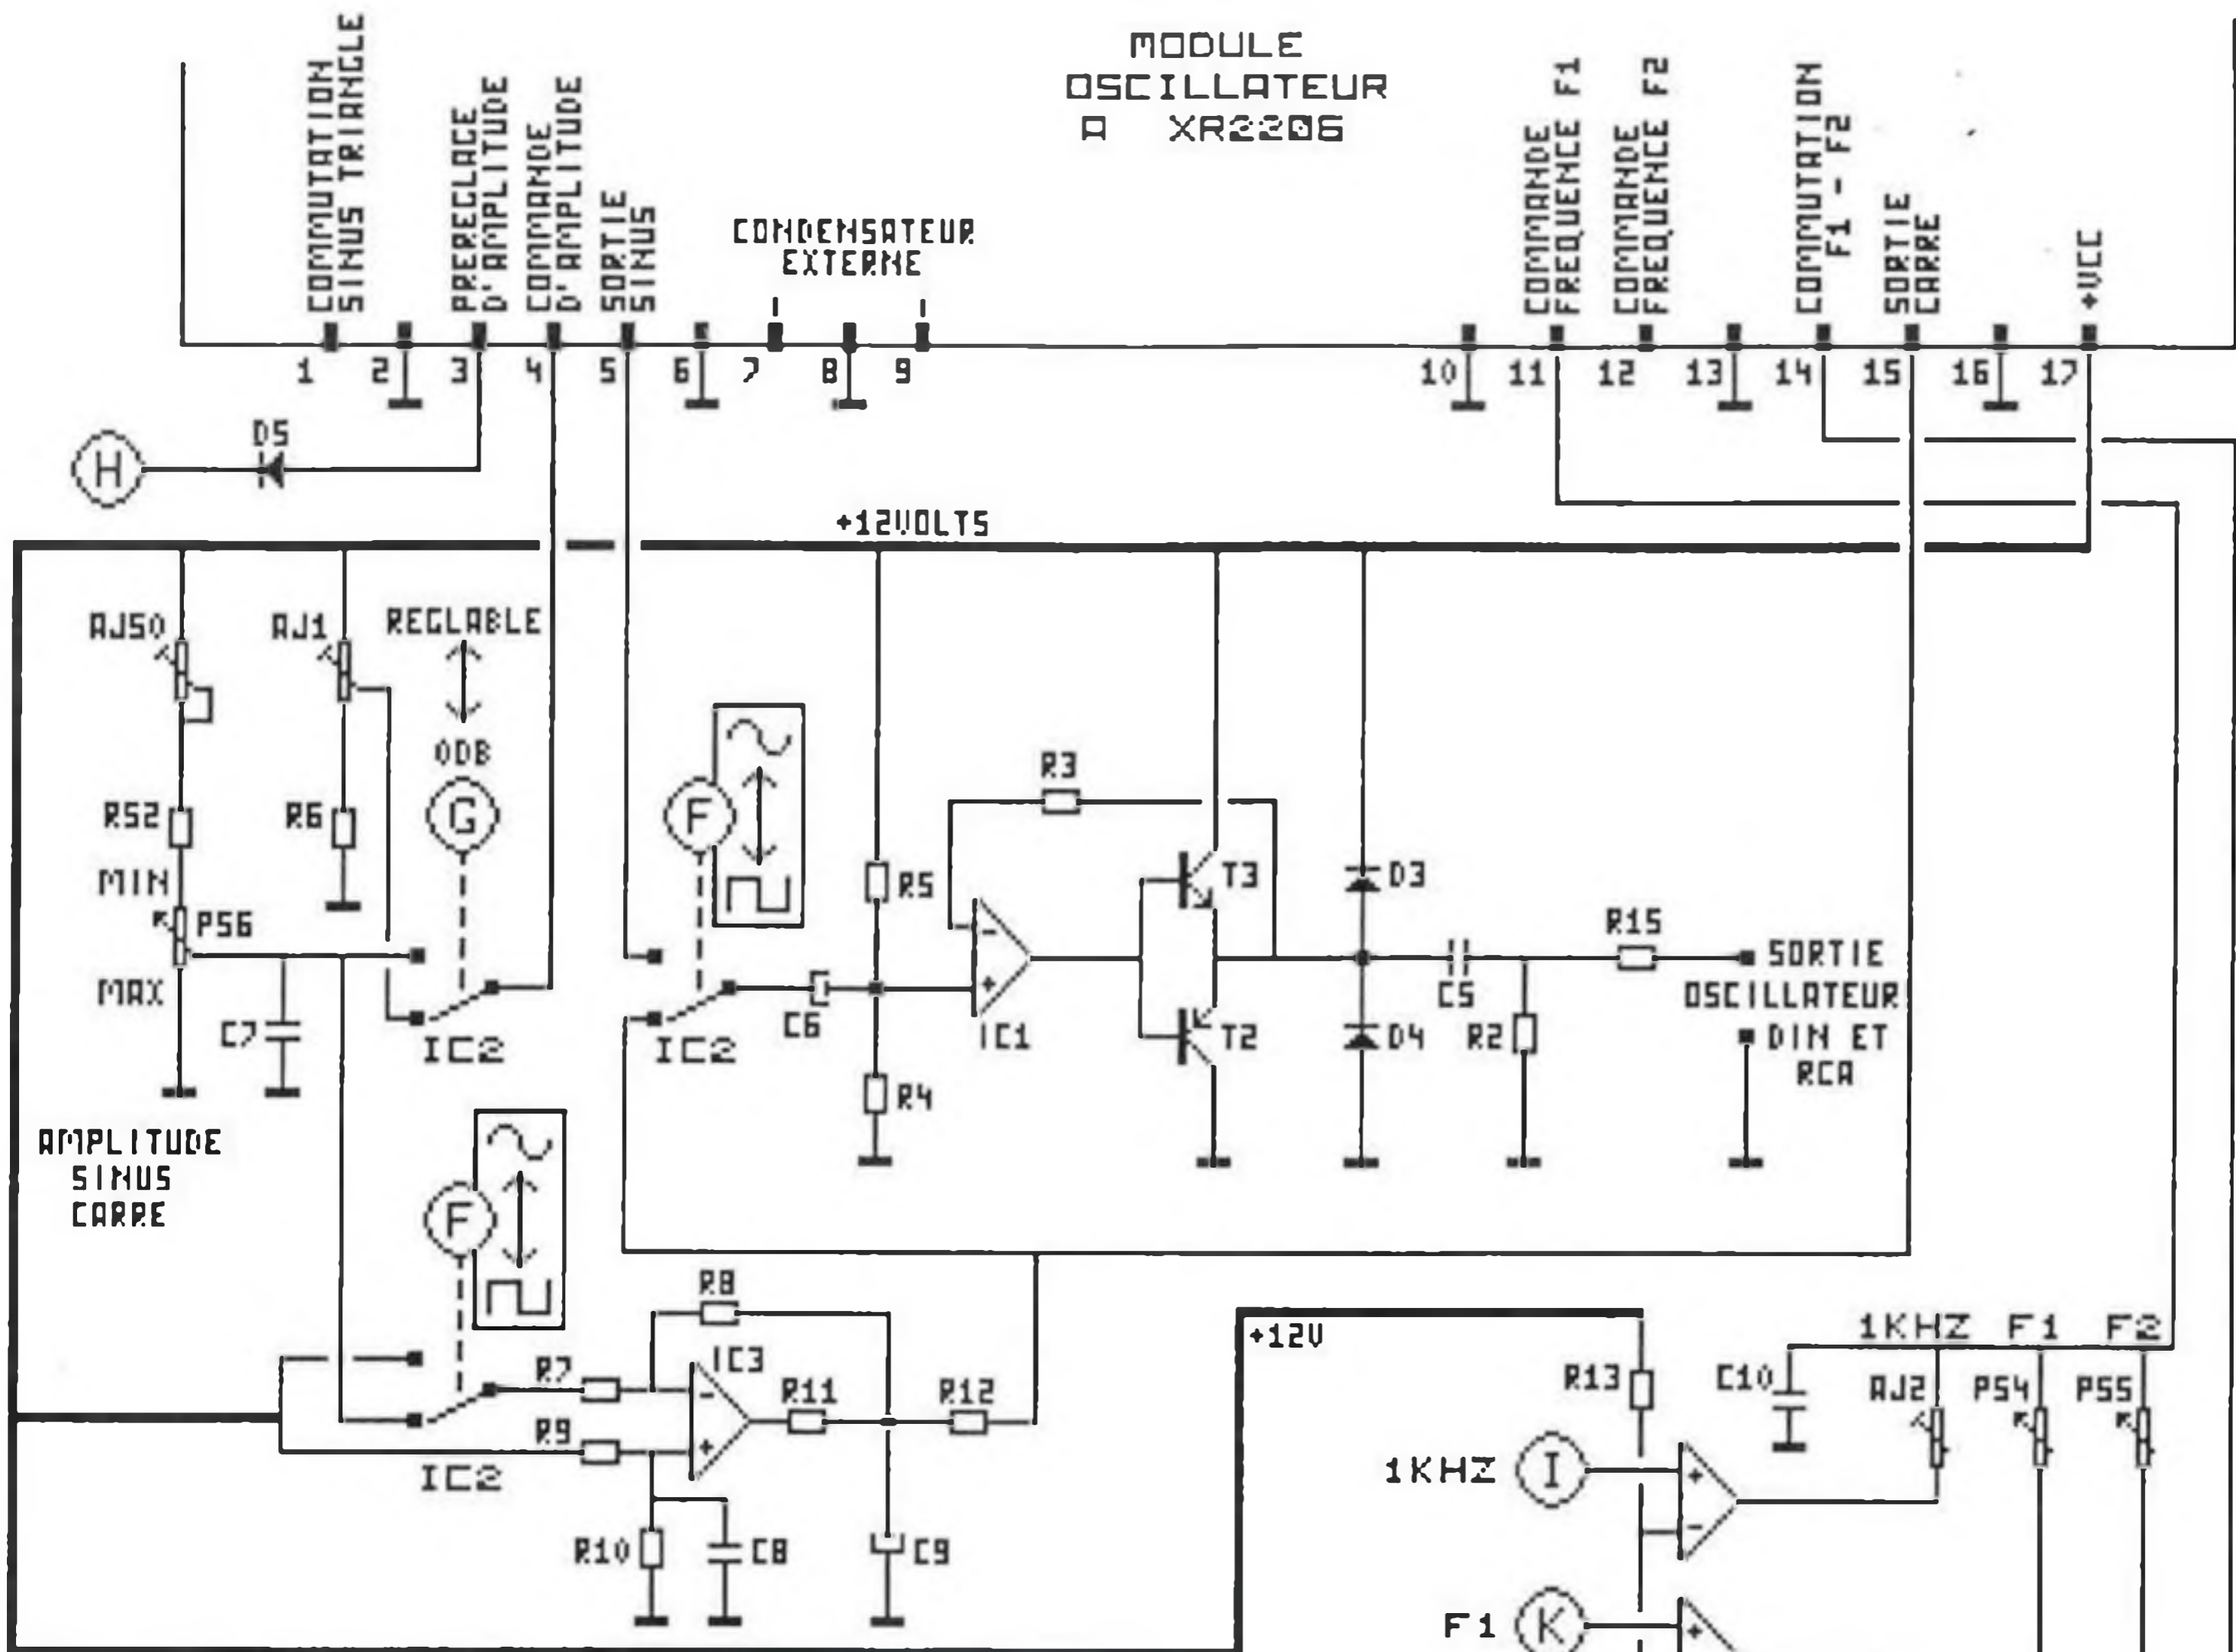 MODULE
OSCILLATEUR
A XR2206
COMMUTATION
SINUS TRIANGLE
PREREGLAGE
D'AMPLITUDE
COMMANDE
D'AMPLITUDE
SORTIE
SINUS
CONDENSATEUR
EXTERNE
COMMANDE
FREQUENCE F1
COMMANDE
FREQUENCE F2
COMMUTATION
F1 - F2
SORTIE
CARRE
+VCC
1 2 3 4 5 6 7 8 9 10 11 12 13 14 15 16 17
H
D5
+12VOLTS
AJ50
AJ1
REGLABLE
0DB
G
R52
R6
MIN
P56
MAX
C7
IC2
F
IC2
C6
R5
R4
R3
IC1
T3
T2
D3
D4
C5
R2
R15
SORTIE
OSCILLATEUR
DIN ET
RCA
AMPLITUDE
SINUS
CARRE
F
R8
IC3
R7
R9
IC2
R11
R12
R10
C8
C9
+12V
R13
C10
1KHZ F1 F2
AJ2
P54
P55
1KHZ I
F1 K